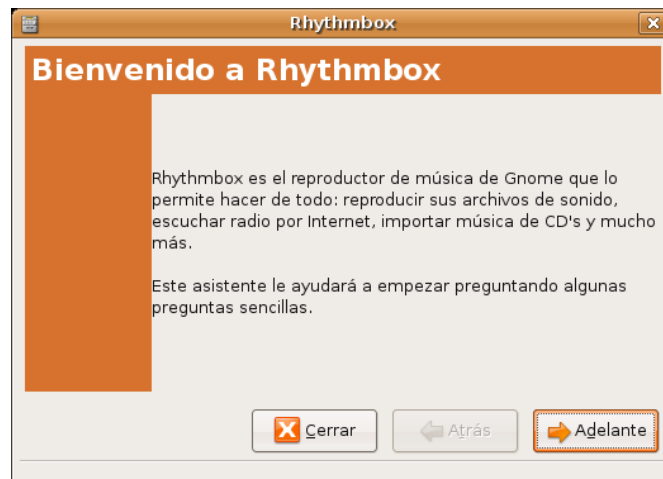 Rhythmbox
Bienvenido a Rhythmbox
Rhythmbox es el reproductor de música de Gnome que lo
permite hacer de todo: reproducir sus archivos de sonido,
escuchar radio por Internet, importar música de CD's y mucho
más.
Este asistente le ayudará a empezar preguntando algunas
preguntas sencillas.
Cerrar
Atrás
Adelante